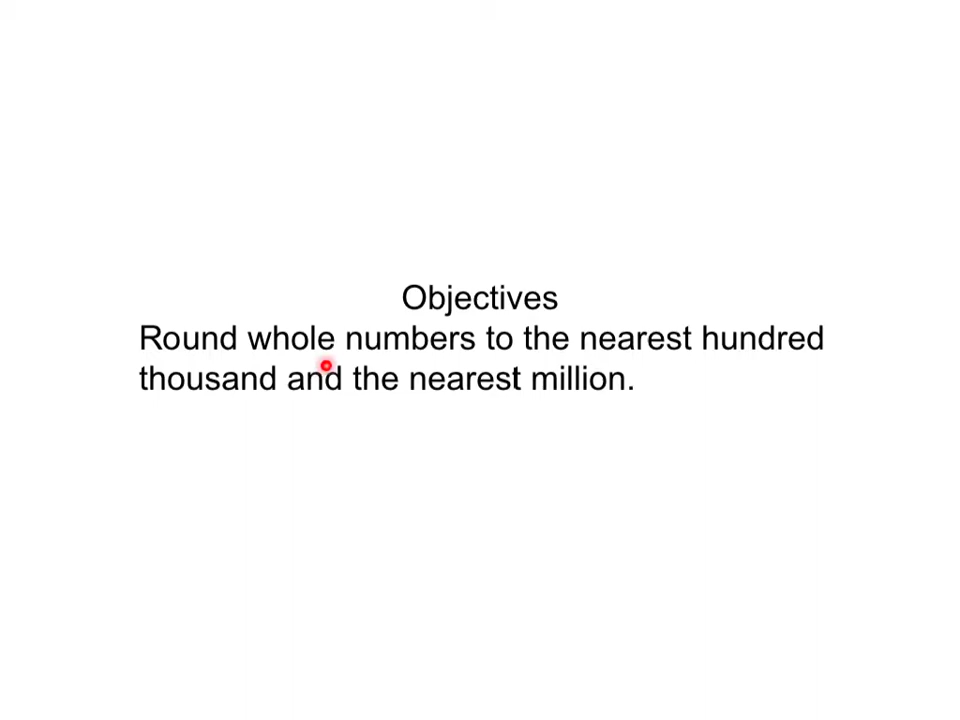 Objectives
Round whole numbers to the nearest hundred
thousand and the nearest million.